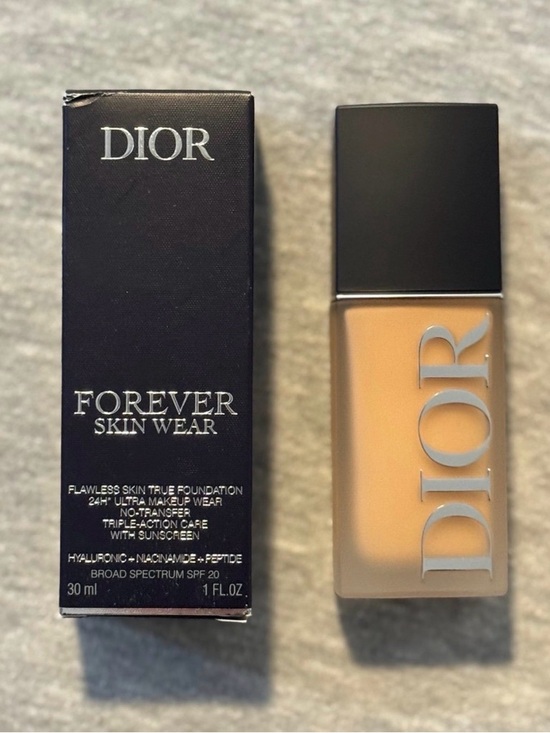 DIOR
FOREVER
SKIN WEAR
FLAWLESS SKIN TRUE FOUNDATION
24H* ULTRA MAKEUP WEAR
NO-TRANSFER
TRIPLE-ACTION CARE
WITH SUNSCREEN
HYALURONIC + NIACINAMIDE + PEPTIDE
BROAD SPECTRUM SPF 20
30 ml 1 FL.OZ.
DIOR